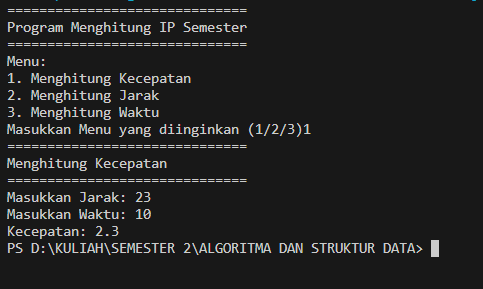 ==============================
Program Menghitung IP Semester
==============================
Menu:
1. Menghitung Kecepatan
2. Menghitung Jarak
3. Menghitung Waktu
Masukkan Menu yang diinginkan (1/2/3)1
==============================
Menghitung Kecepatan
==============================
Masukkan Jarak: 23
Masukkan Waktu: 10
Kecepatan: 2.3
PS D:\KULIAH\SEMESTER 2\ALGORITMA DAN STRUKTUR DATA>